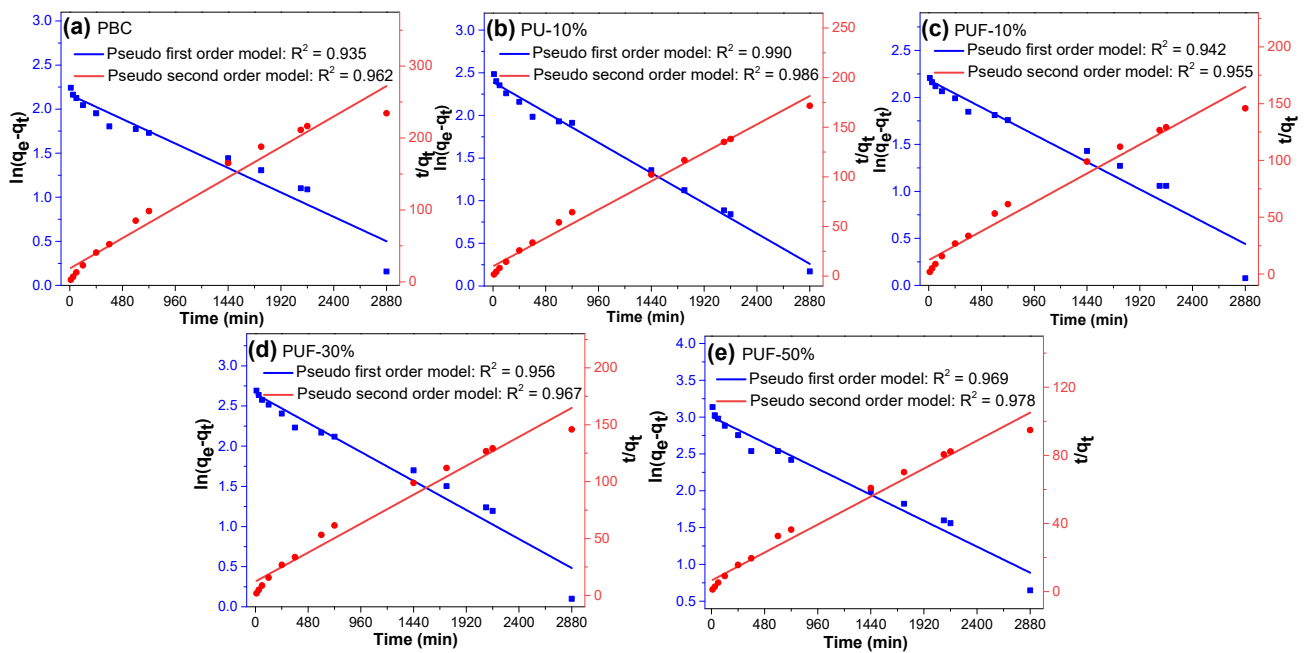 (a) PBC
Pseudo first order model: R² = 0.935
Pseudo second order model: R² = 0.962
ln(qe-qt)
3.0
2.5
2.0
1.5
1.0
0.5
0.0
0 480 960 1440 1920 2400 2880
Time (min)
300
200
100
0
t/qt
(b) PU-10%
Pseudo first order model: R² = 0.990
Pseudo second order model: R² = 0.986
ln(qe-qt)
3.0
2.5
2.0
1.5
1.0
0.5
0.0
0 480 960 1440 1920 2400 2880
Time (min)
250
200
150
100
50
0
t/qt
(c) PUF-10%
Pseudo first order model: R² = 0.942
Pseudo second order model: R² = 0.955
ln(qe-qt)
2.5
2.0
1.5
1.0
0.5
0.0
0 480 960 1440 1920 2400 2880
Time (min)
200
150
100
50
0
t/qt
(d) PUF-30%
Pseudo first order model: R² = 0.956
Pseudo second order model: R² = 0.967
ln(qe-qt)
3.0
2.5
2.0
1.5
1.0
0.5
0.0
0 480 960 1440 1920 2400 2880
Time (min)
200
150
100
50
0
t/qt
(e) PUF-50%
Pseudo first order model: R² = 0.969
Pseudo second order model: R² = 0.978
ln(qe-qt)
4.0
3.5
3.0
2.5
2.0
1.5
1.0
0.5
0 480 960 1440 1920 2400 2880
Time (min)
120
80
40
0
t/qt